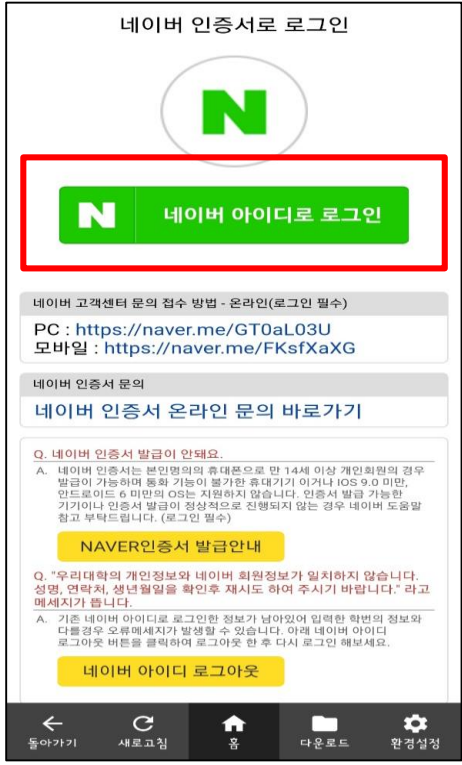 네이버 인증서로 로그인
N
N 네이버 아이디로 로그인
네이버 고객센터 문의 접수 방법 - 온라인(로그인 필수)
PC : https://naver.me/GT0aL03U
모바일 : https://naver.me/FKsfXaXG
네이버 인증서 문의
네이버 인증서 온라인 문의 바로가기
Q. 네이버 인증서 발급이 안돼요.
A. 네이버 인증서는 본인명의의 휴대폰으로 만 14세 이상 개인회원의 경우
발급이 가능하며 통화 기능이 불가한 휴대기기 이거나 IOS 9.0 미만,
안드로이드 6 미만의 OS는 지원하지 않습니다. 인증서 발급 가능한
기기이나 인증서 발급이 정상적으로 진행되지 않는 경우 네이버 도움말
참고 부탁드립니다. (로그인 필수)
NAVER인증서 발급안내
Q. "우리대학의 개인정보와 네이버 회원정보가 일치하지 않습니다.
성명, 연락처, 생년월일을 확인후 재시도 하여 주시기 바랍니다." 라고
메세지가 뜹니다.
A. 기존 네이버 아이디로 로그인한 정보가 남아있어 입력한 학번의 정보와
다를경우 오류메세지가 발생할 수 있습니다. 아래 네이버 아이디
로그아웃 버튼을 클릭하여 로그아웃 한 후 다시 로그인 해보세요.
네이버 아이디 로그아웃
돌아가기 새로고침 홈 다운로드 환경설정